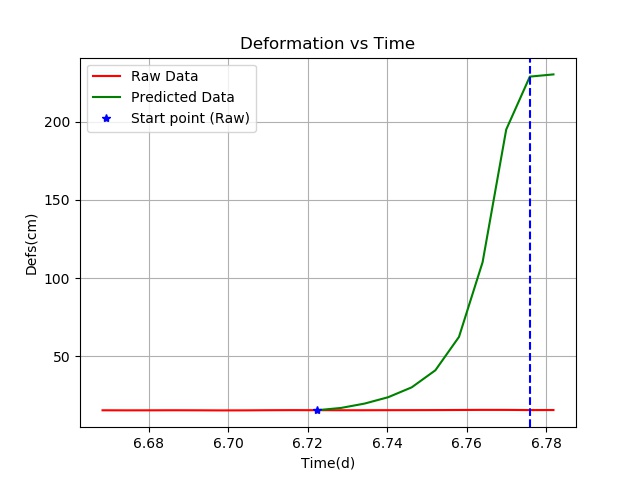 Deformation vs Time
Raw Data
Predicted Data
Start point (Raw)
Defs(cm)
200
150
100
50
6.68 6.70 6.72 6.74 6.76 6.78
Time(d)